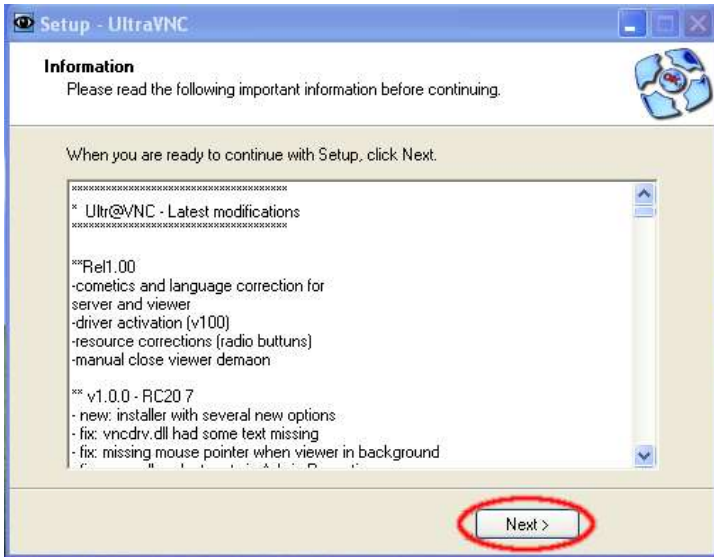 Setup - UltraVNC
Information
Please read the following important information before continuing.
When you are ready to continue with Setup, click Next.
**************************************
* Ultr@VNC - Latest modifications
**************************************
**Rel1.00
-cometics and language correction for
server and viewer
-driver activation (v100)
-resource corrections (radio buttuns)
-manual close viewer demaon
** v1.0.0 - RC20 7
- new: installer with several new options
- fix: vncdrv.dll had some text missing
- fix: missing mouse pointer when viewer in background
Next >